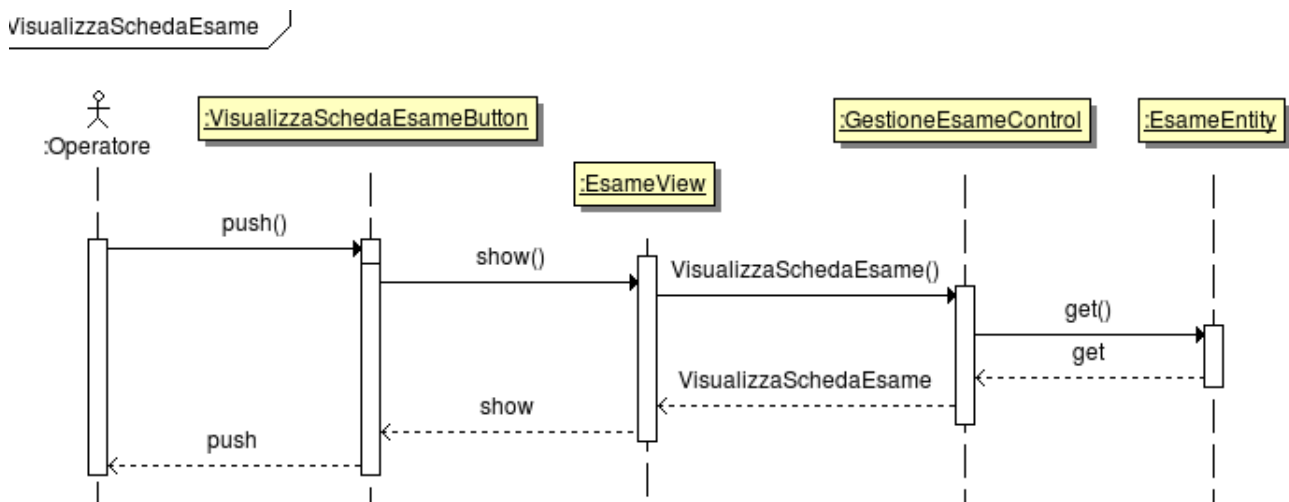 VisualizzaSchedaEsame
:Operatore
:VisualizzaSchedaEsameButton
:EsameView
:GestioneEsameControl
:EsameEntity
push()
show()
VisualizzaSchedaEsame()
get()
get
VisualizzaSchedaEsame
show
push